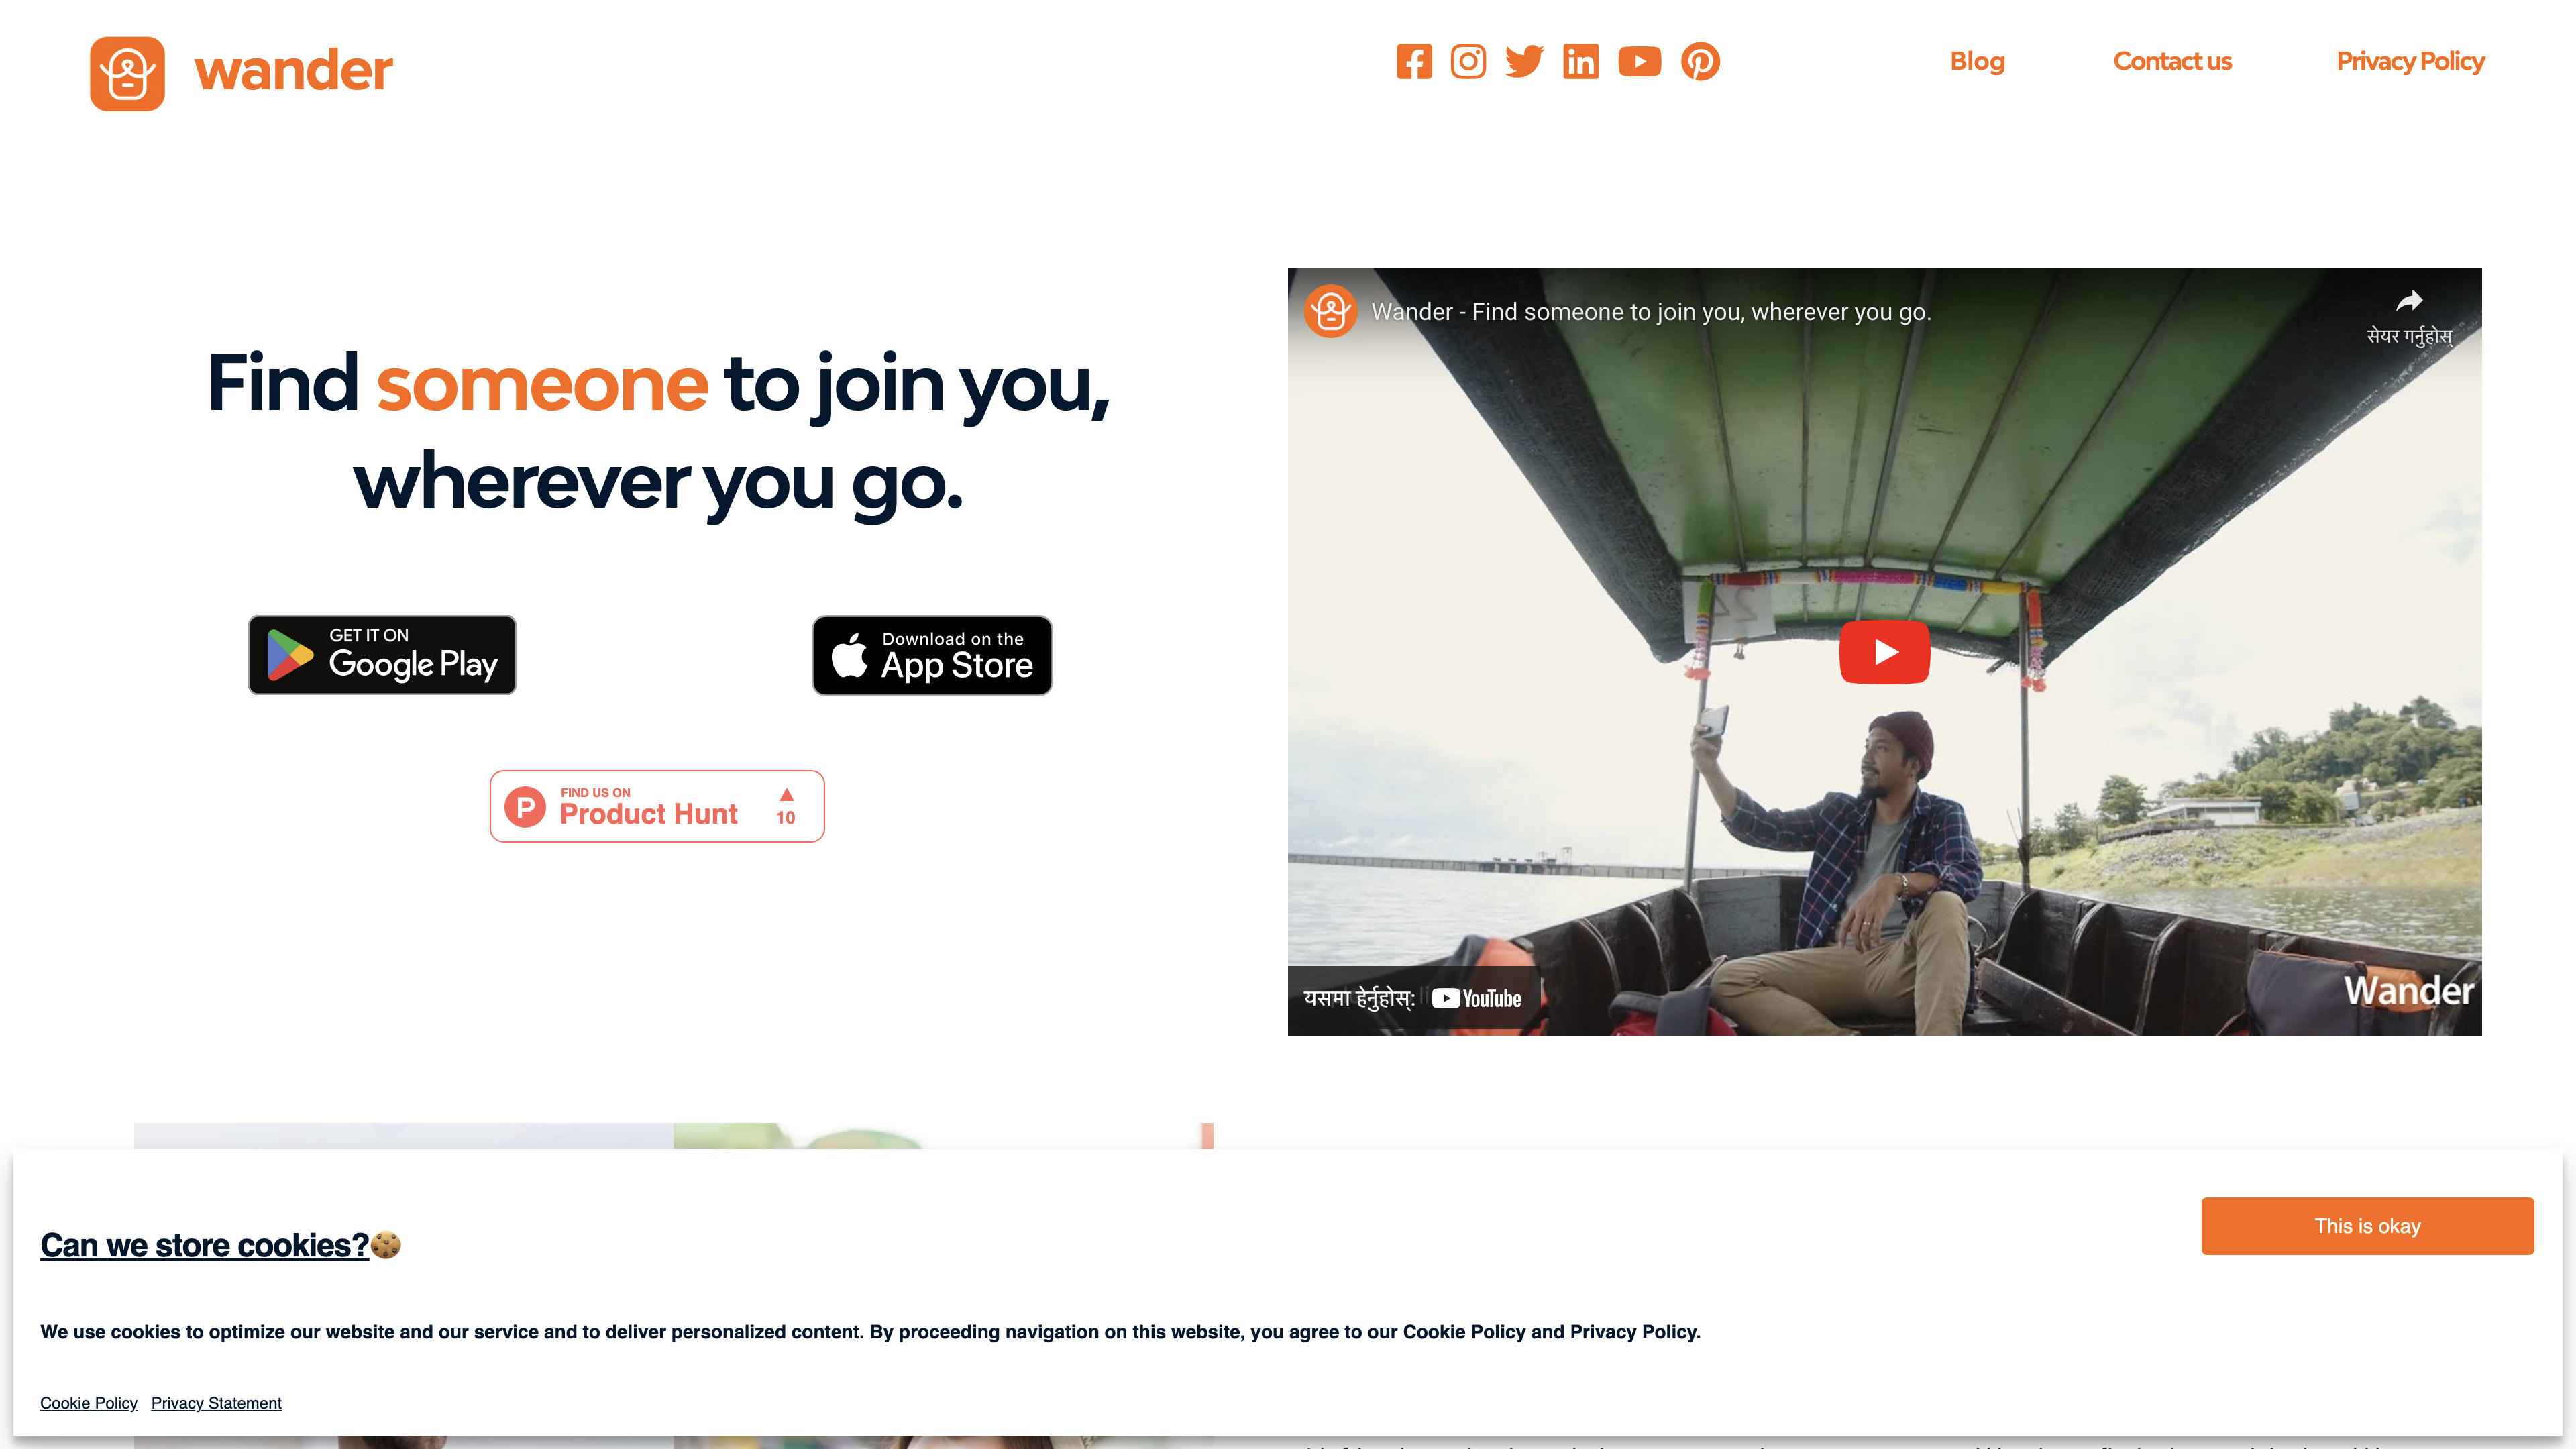 wander
Blog
Contact us
Privacy Policy
Find someone to join you,
wherever you go.
GET IT ON
Google Play
Download on the
App Store
FIND US ON
Product Hunt
10
Wander - Find someone to join you, wherever you go.
सेयर गर्नुहोस्
यसमा हेर्नुहोस्:
YouTube
Wander
Can we store cookies?
This is okay
We use cookies to optimize our website and our service and to deliver personalized content. By proceeding navigation on this website, you agree to our Cookie Policy and Privacy Policy.
Cookie Policy Privacy Statement